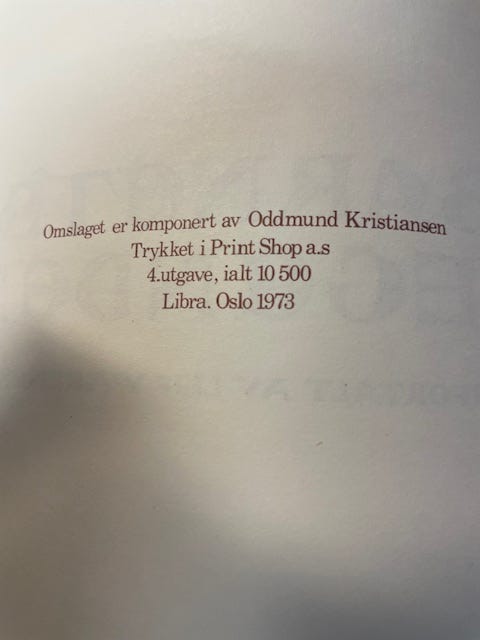 Omslaget er komponert av Oddmund Kristiansen
Trykket i Print Shop a.s
4.utgave, ialt 10 500
Libra. Oslo 1973